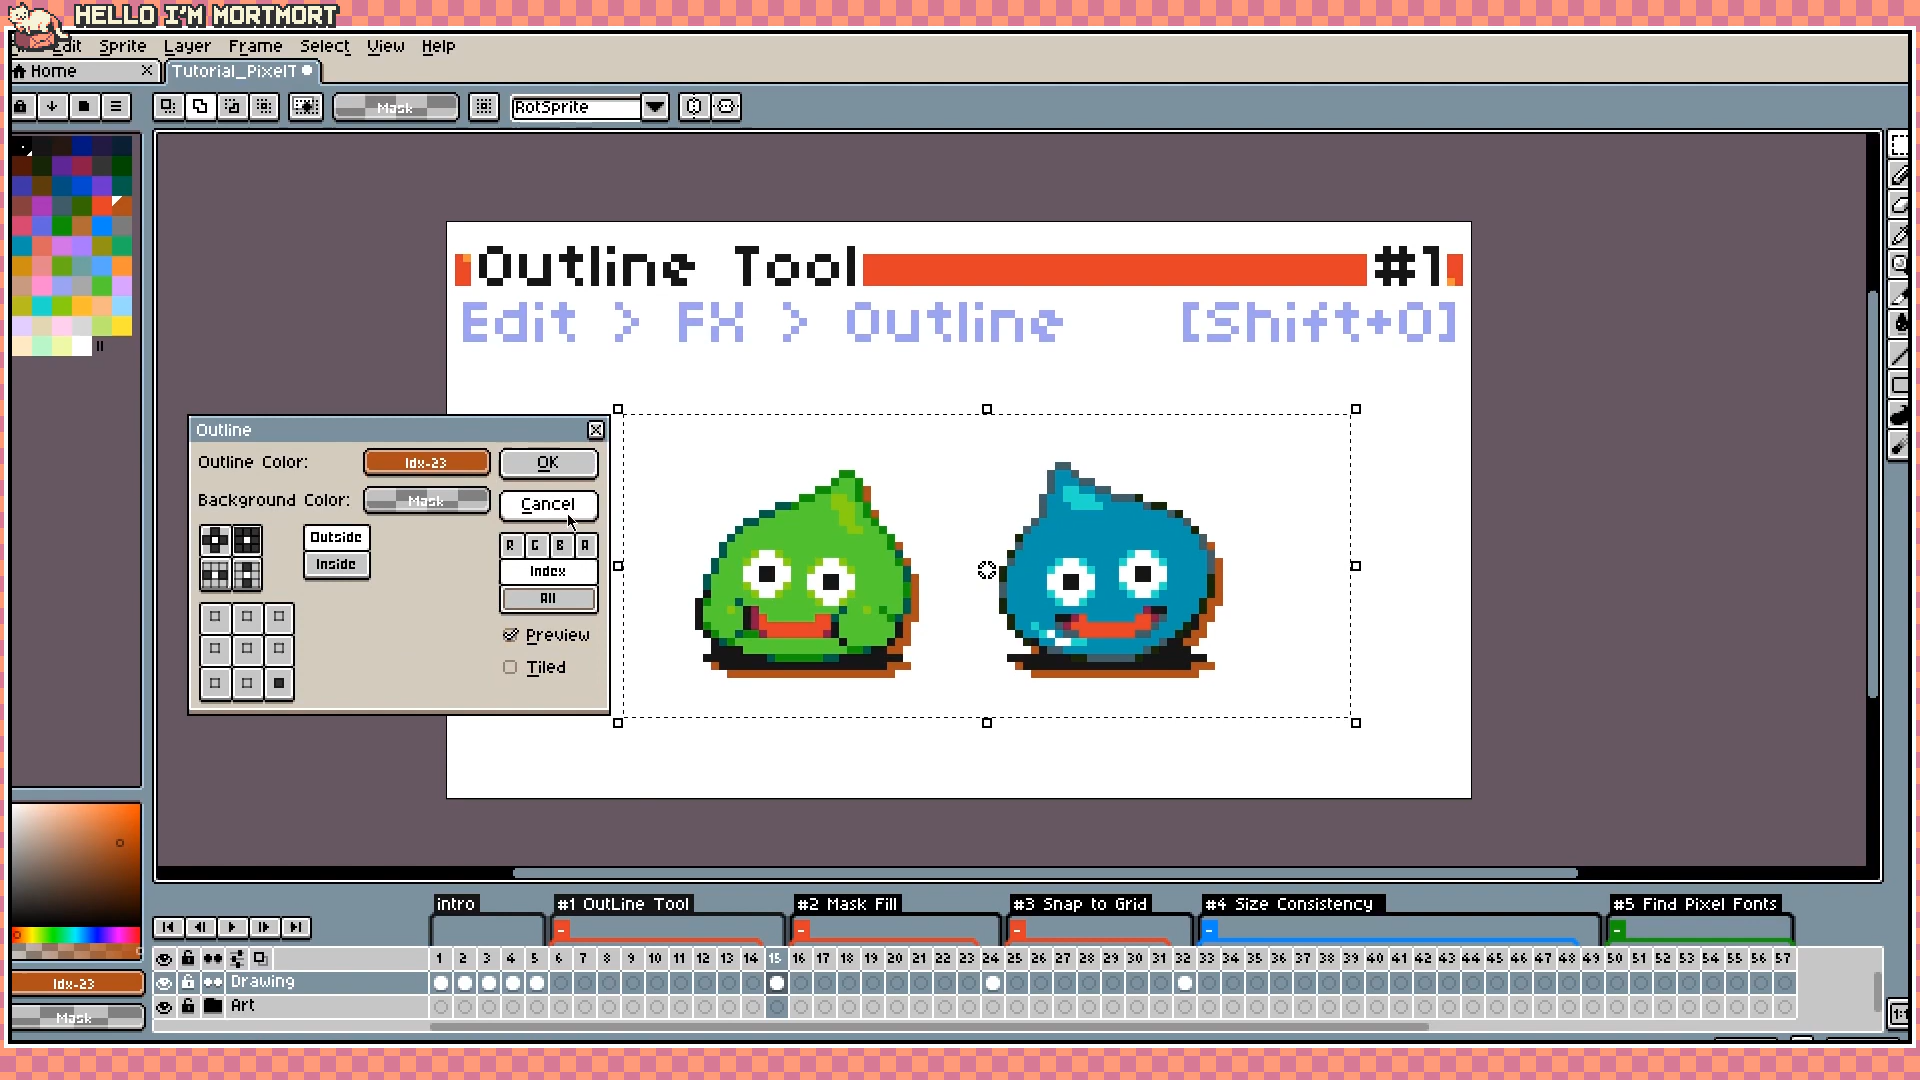 HELLO I'M MORTMORT
Edit Sprite Layer Frame Select View Help
Home Tutorial_PixelT
Mask RotSprite
Outline Tool #1
Edit > FX > Outline [Shift+O]
Outline
Outline Color: Idx-23 OK
Background Color: Mask Cancel
Outside
Inside
R G B A
Index
All
Preview
Tiled
intro #1 OutLine Tool #2 Mask Fill #3 Snap to Grid #4 Size Consistency #5 Find Pixel Fonts
1 2 3 4 5 6 7 8 9 10 11 12 13 14 15 16 17 18 19 20 21 22 23 24 25 26 27 28 29 30 31 32 33 34 35 36 37 38 39 40 41 42 43 44 45 46 47 48 49 50 51 52 53 54 55 56 57
Idx-23 Drawing
Mask Art
1:1